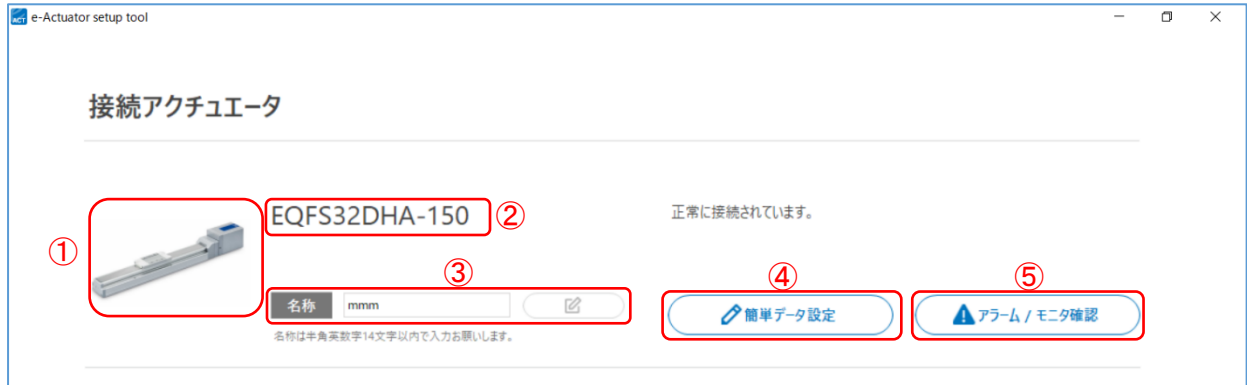 ACT e-Actuator setup tool
接続アクチュエータ
EQFS32DHA-150 ②
正常に接続されています。
①
③
④
⑤
名称 mmm
簡単データ設定
アラーム / モニタ確認
名称は半角英数字14文字以内で入力お願いします。